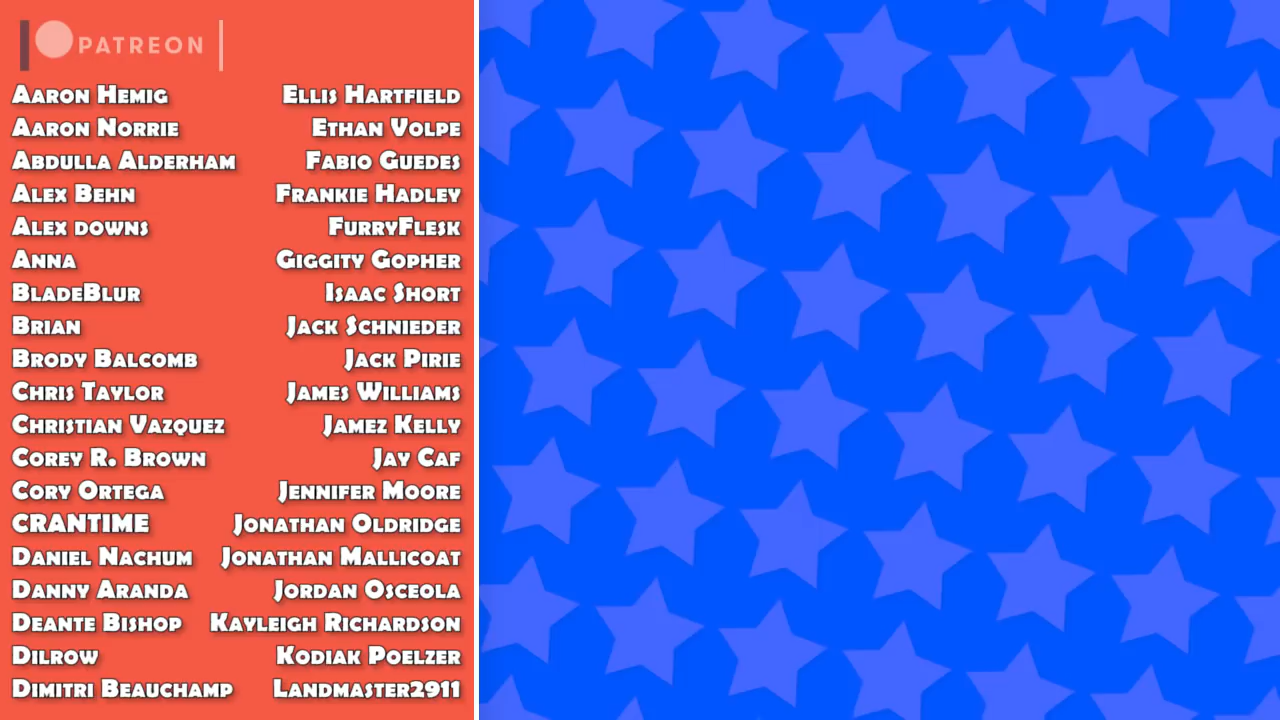 PATREON
AARON HEMIG
AARON NORRIE
ABDULLA ALDERHAM
ALEX BEHN
ALEX DOWNS
ANNA
BLADEBLUR
BRIAN
BRODY BALCOMB
CHRIS TAYLOR
CHRISTIAN VAZQUEZ
COREY R. BROWN
CORY ORTEGA
CRANTIME
DANIEL NACHUM
DANNY ARANDA
DEANTE BISHOP
DILROW
DIMITRI BEAUCHAMP
ELLIS HARTFIELD
ETHAN VOLPE
FABIO GUEDES
FRANKIE HADLEY
FURRYFLESK
GIGGITY GOPHER
ISAAC SHORT
JACK SCHNIEDER
JACK PIRIE
JAMES WILLIAMS
JAMEZ KELLY
JAY CAF
JENNIFER MOORE
JONATHAN OLDRIDGE
JONATHAN MALLICOAT
JORDAN OSCEOLA
KAYLEIGH RICHARDSON
KODIAK POELZER
LANDMASTER2911